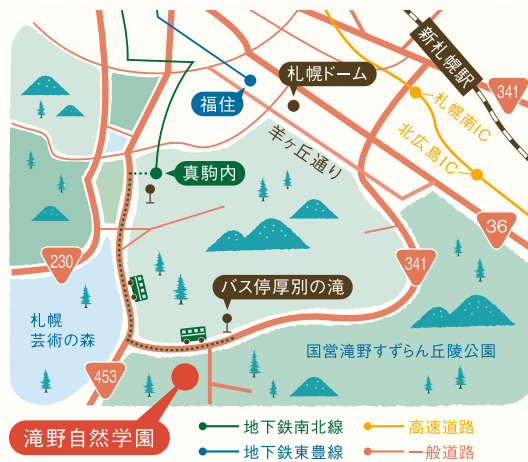 新札幌駅
341
札幌ドーム
福住
札幌南IC
北広島IC
羊ヶ丘通り
真駒内
36
230
341
バス停厚別の滝
札幌
芸術の森
国営滝野すずらん丘陵公園
453
滝野自然学園
地下鉄南北線
高速道路
地下鉄東豊線
一般道路